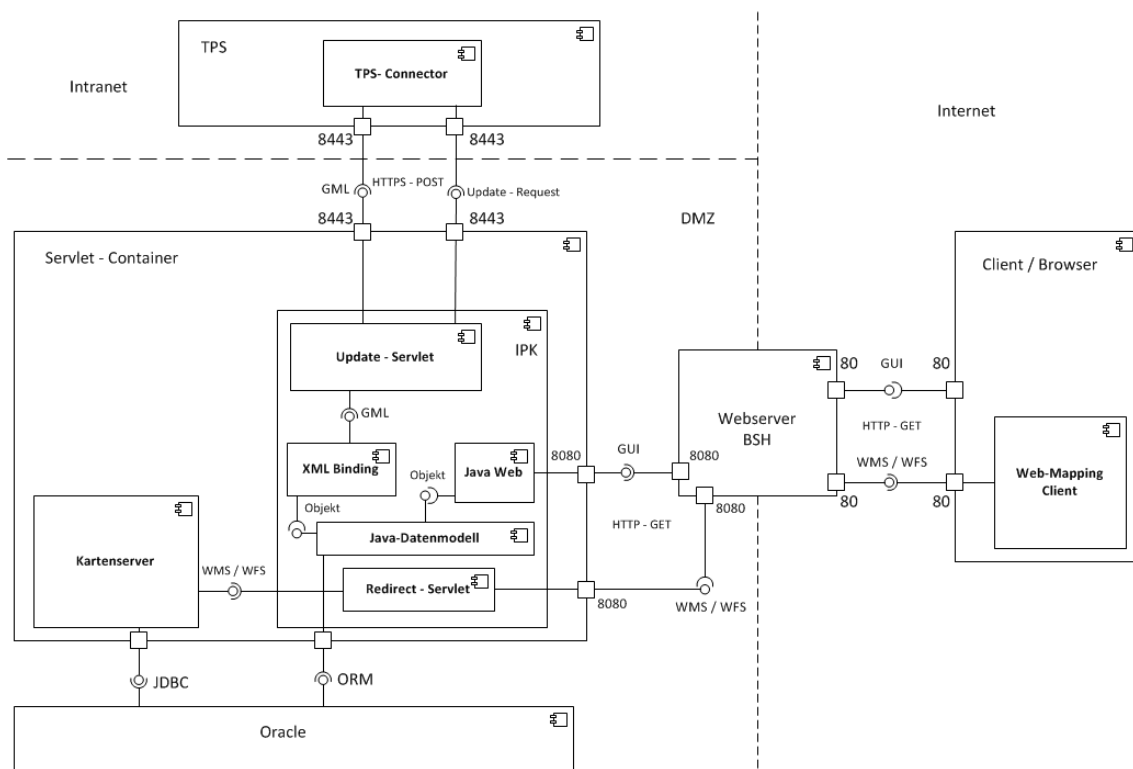 TPS
TPS- Connector
Intranet
Internet
8443
8443
GML
HTTPS - POST
Update - Request
8443
8443
DMZ
Servlet - Container
Client / Browser
IPK
Update - Servlet
80
GUI
80
GML
Webserver
BSH
HTTP - GET
XML Binding
Java Web
8080
GUI
8080
WMS / WFS
Web-Mapping
Client
Objekt
80
80
Objekt
8080
HTTP - GET
Java-Datenmodell
Kartenserver
WMS / WFS
Redirect - Servlet
8080
WMS / WFS
JDBC
ORM
Oracle